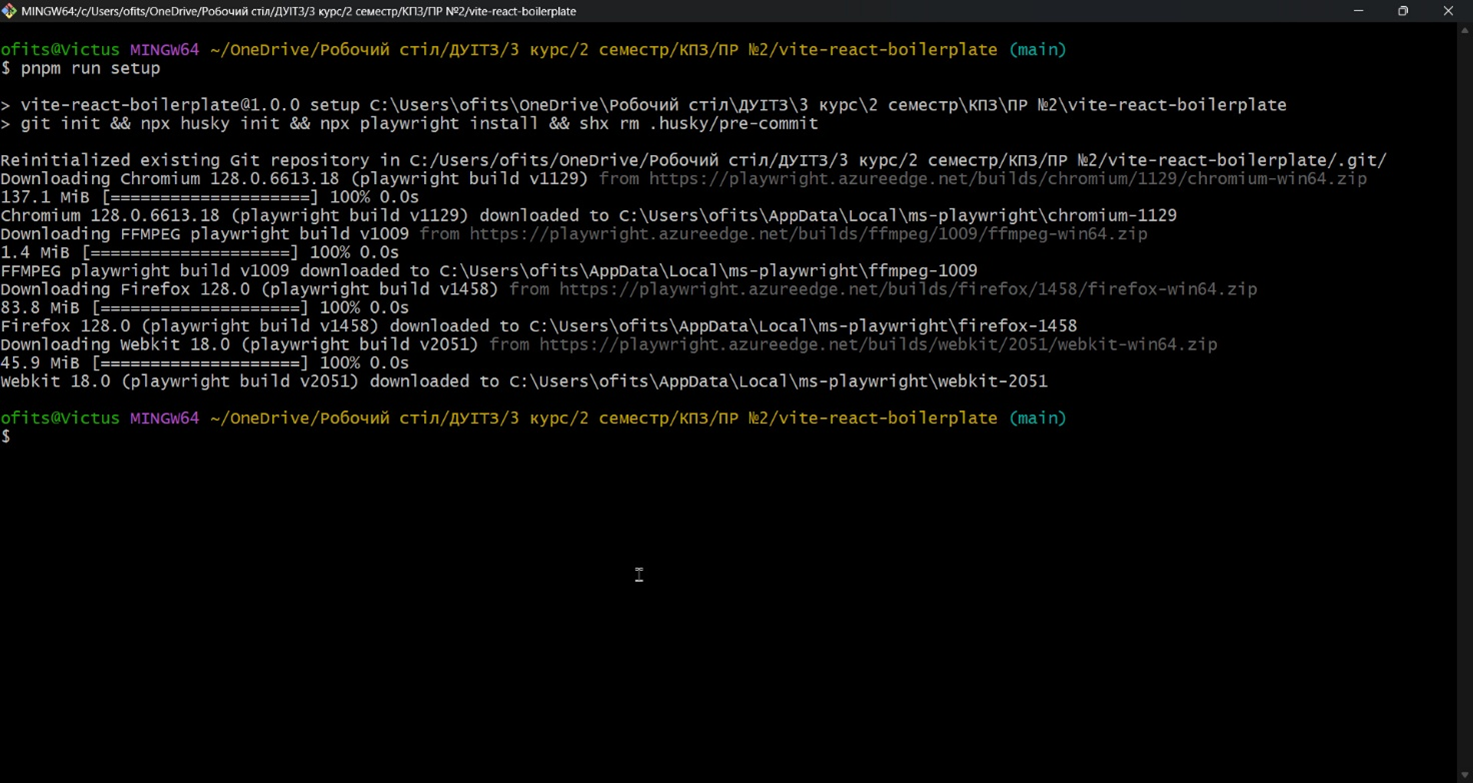 MINGW64:/c/Users/ofits/OneDrive/Робочий стіл/ДУІТЗ/3 курс/2 семестр/КПЗ/ПР №2/vite-react-boilerplate
ofits@Victus MINGW64 ~/OneDrive/Робочий стіл/ДУІТЗ/3 курс/2 семестр/КПЗ/ПР №2/vite-react-boilerplate (main)
$ pnpm run setup
> vite-react-boilerplate@1.0.0 setup C:\Users\ofits\OneDrive\Робочий стіл\ДУІТЗ\3 курс\2 семестр\КПЗ\ПР №2\vite-react-boilerplate
> git init && npx husky init && npx playwright install && shx rm .husky/pre-commit
Reinitialized existing Git repository in C:/Users/ofits/OneDrive/Робочий стіл/ДУІТЗ/3 курс/2 семестр/КПЗ/ПР №2/vite-react-boilerplate/.git/
Downloading Chromium 128.0.6613.18 (playwright build v1129) from https://playwright.azureedge.net/builds/chromium/1129/chromium-win64.zip
137.1 MiB [====================] 100% 0.0s
Chromium 128.0.6613.18 (playwright build v1129) downloaded to C:\Users\ofits\AppData\Local\ms-playwright\chromium-1129
Downloading FFMPEG playwright build v1009 from https://playwright.azureedge.net/builds/ffmpeg/1009/ffmpeg-win64.zip
1.4 MiB [====================] 100% 0.0s
FFMPEG playwright build v1009 downloaded to C:\Users\ofits\AppData\Local\ms-playwright\ffmpeg-1009
Downloading Firefox 128.0 (playwright build v1458) from https://playwright.azureedge.net/builds/firefox/1458/firefox-win64.zip
83.8 MiB [====================] 100% 0.0s
Firefox 128.0 (playwright build v1458) downloaded to C:\Users\ofits\AppData\Local\ms-playwright\firefox-1458
Downloading Webkit 18.0 (playwright build v2051) from https://playwright.azureedge.net/builds/webkit/2051/webkit-win64.zip
45.9 MiB [====================] 100% 0.0s
Webkit 18.0 (playwright build v2051) downloaded to C:\Users\ofits\AppData\Local\ms-playwright\webkit-2051
ofits@Victus MINGW64 ~/OneDrive/Робочий стіл/ДУІТЗ/3 курс/2 семестр/КПЗ/ПР №2/vite-react-boilerplate (main)
$